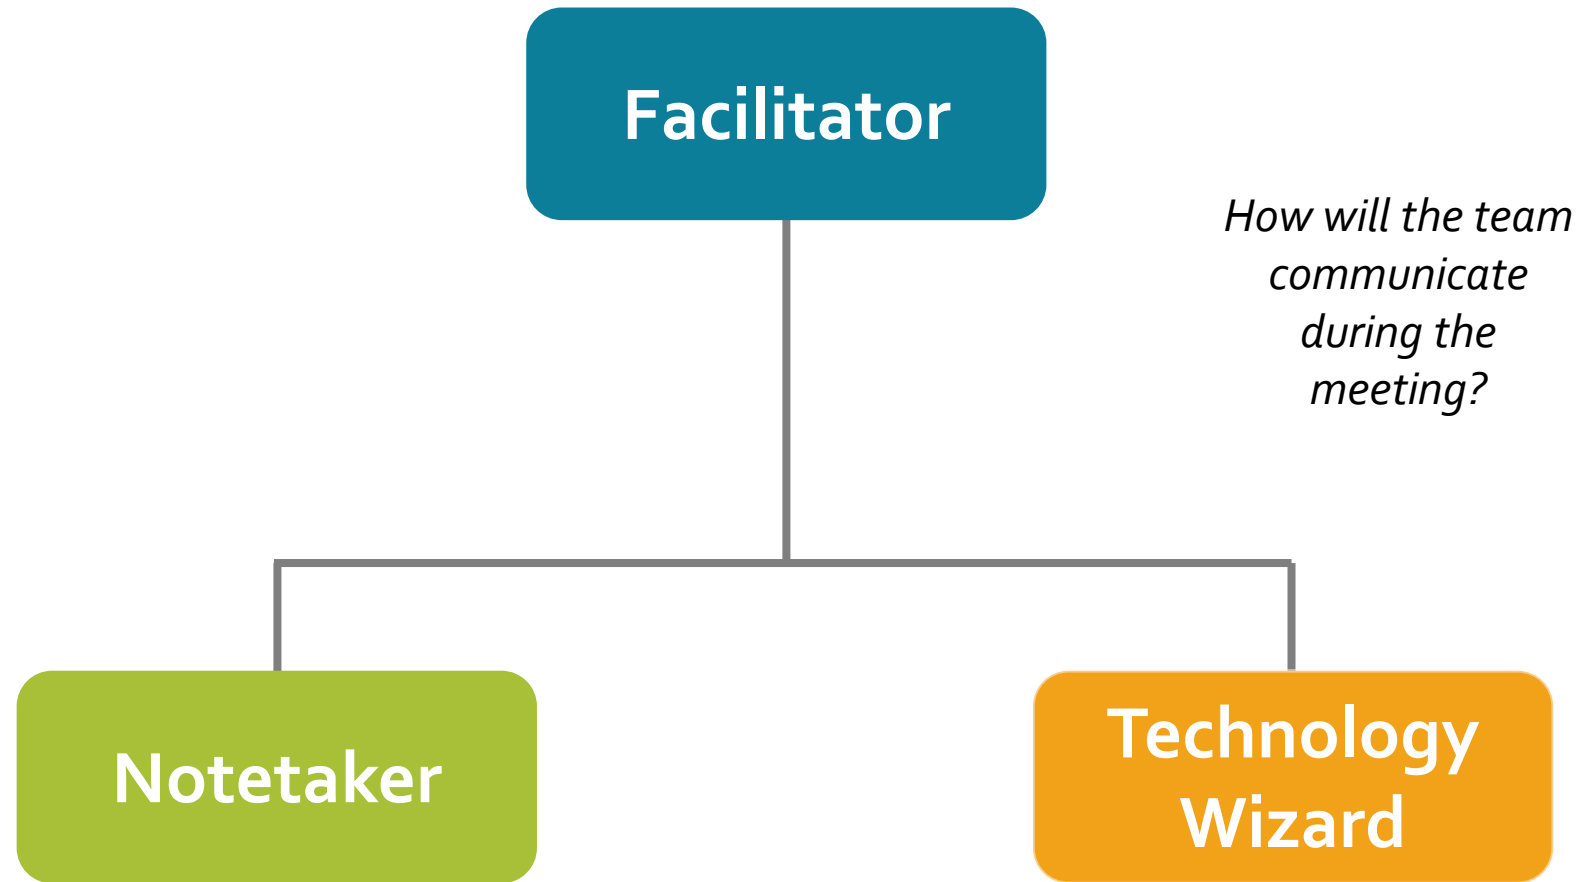 Facilitator
How will the team
communicate
during the
meeting?
Notetaker
Technology
Wizard